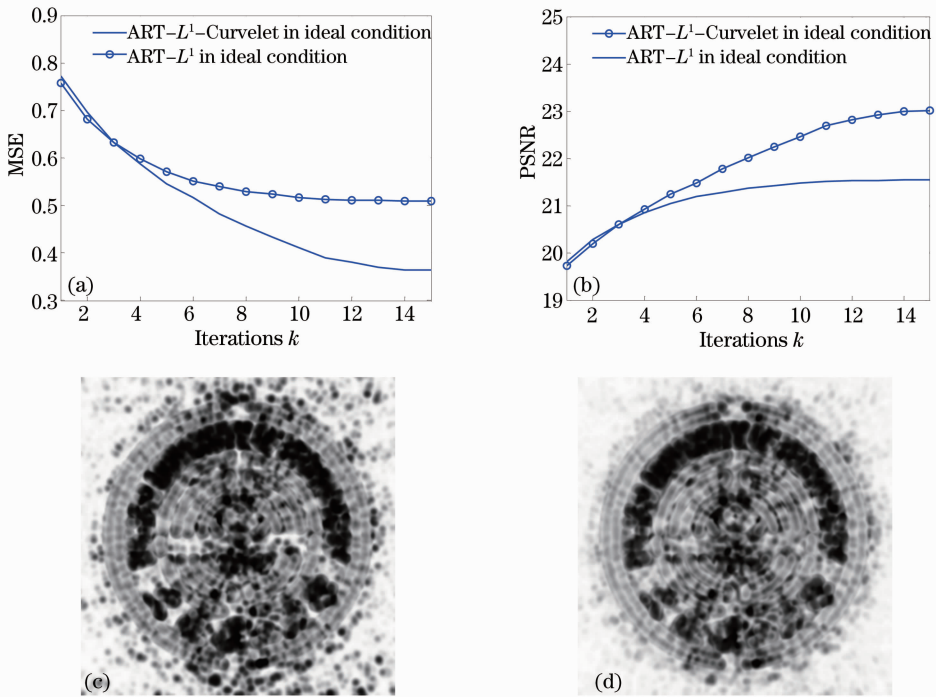 0.9
0.8
0.7
0.6
0.5
0.4
0.3
MSE
ART–L¹–Curvelet in ideal condition
ART–L¹ in ideal condition
(a)
2 4 6 8 10 12 14
Iterations k
25
24
23
22
21
20
19
PSNR
ART–L¹–Curvelet in ideal condition
ART–L¹ in ideal condition
(b)
2 4 6 8 10 12 14
Iterations k
(c)
(d)